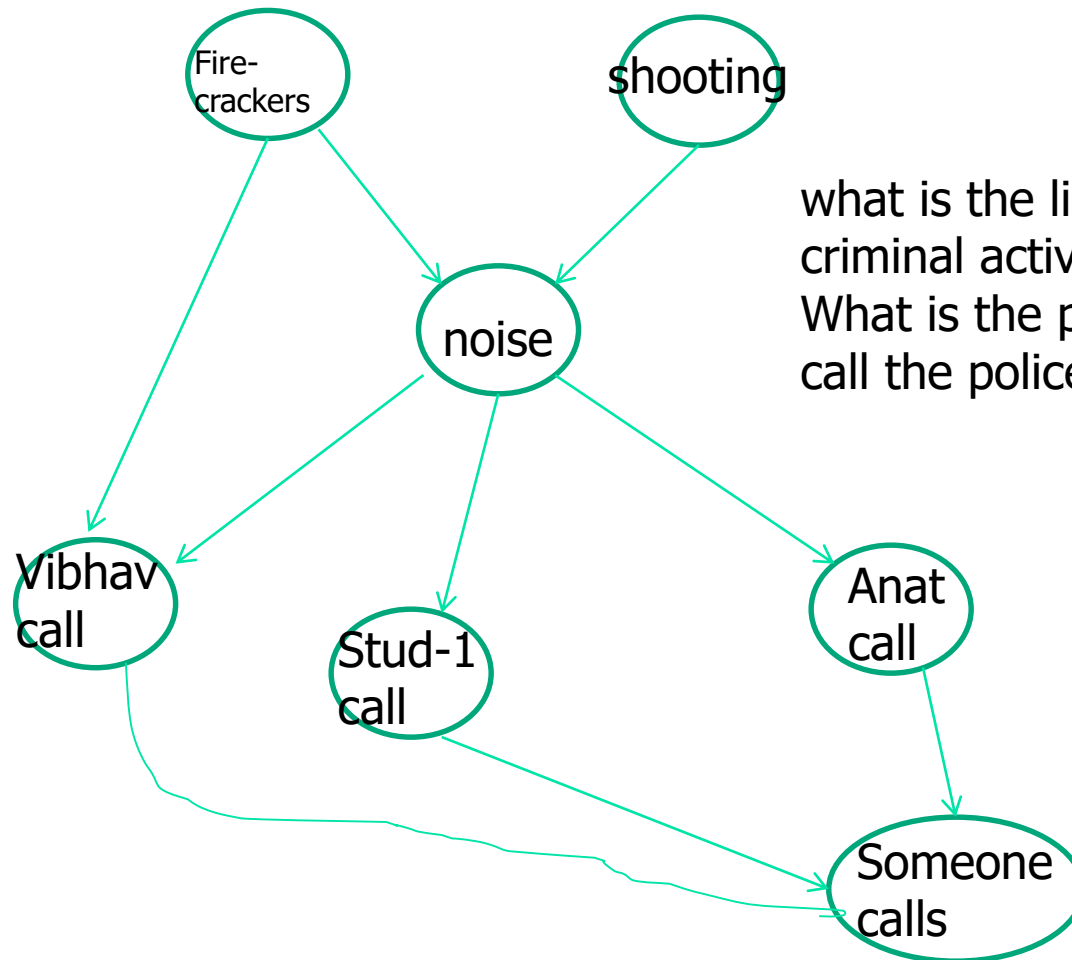 Fire-
crackers
shooting
what is the li
criminal activ
What is the p
call the police
noise
Vibhav
call
Stud-1
call
Anat
call
Someone
calls